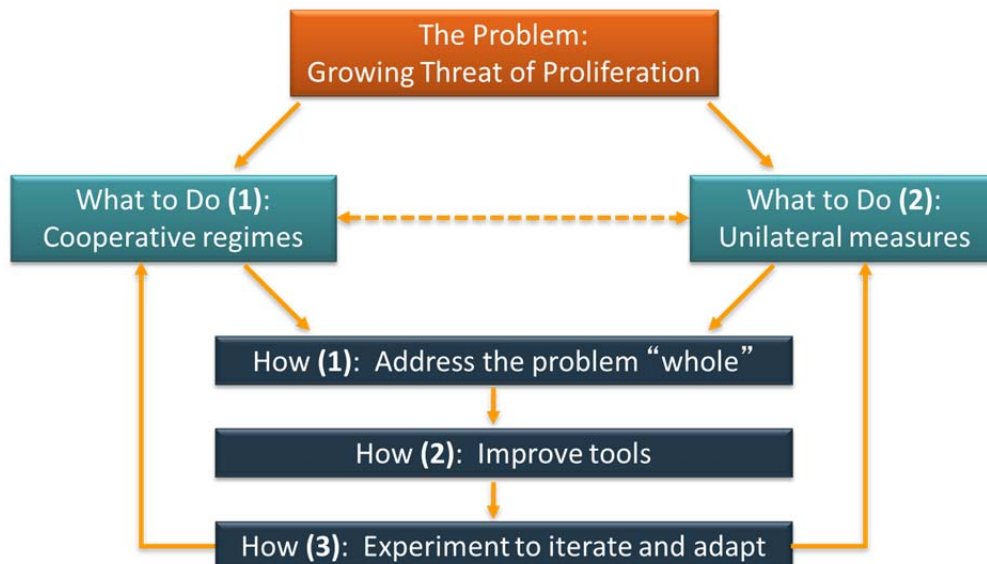 The Problem:
Growing Threat of Proliferation
What to Do (1):
Cooperative regimes
What to Do (2):
Unilateral measures
How (1):  Address the problem “whole”
How (2):  Improve tools
How (3):  Experiment to iterate and adapt